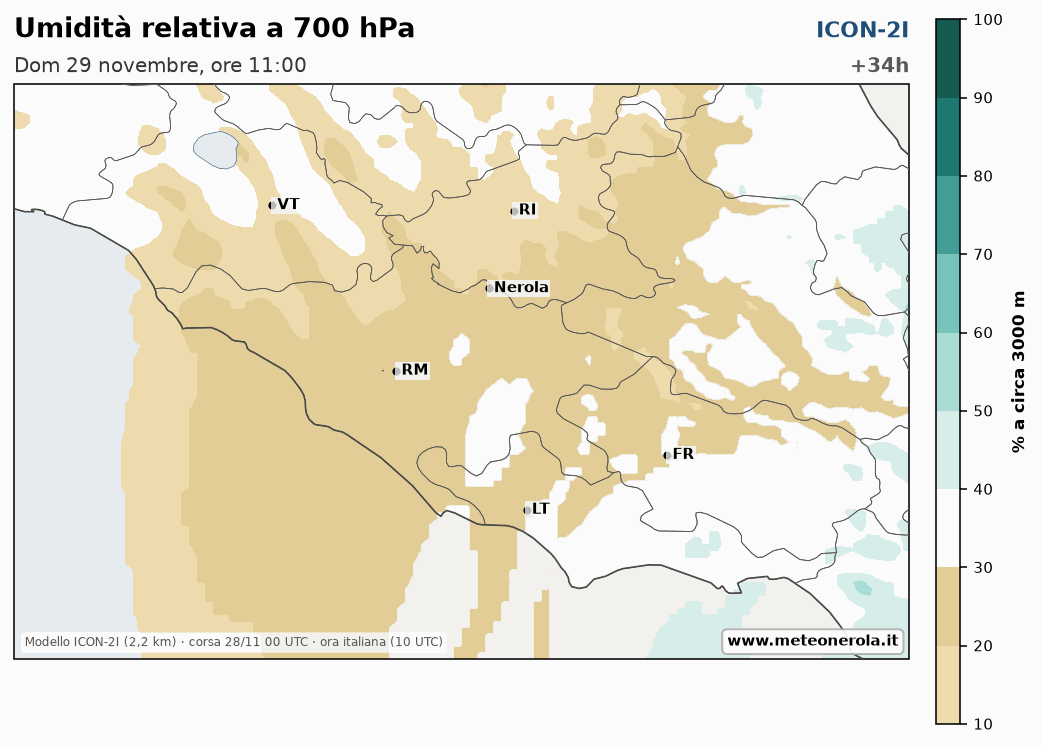 Umidità relativa a 700 hPa
ICON-2I
Dom 29 novembre, ore 11:00
+34h
100
90
80
70
60
50
40
30
20
10
% a circa 3000 m
VT
RI
Nerola
RM
FR
LT
Modello ICON-2I (2,2 km) · corsa 28/11 00 UTC · ora italiana (10 UTC)
www.meteonerola.it